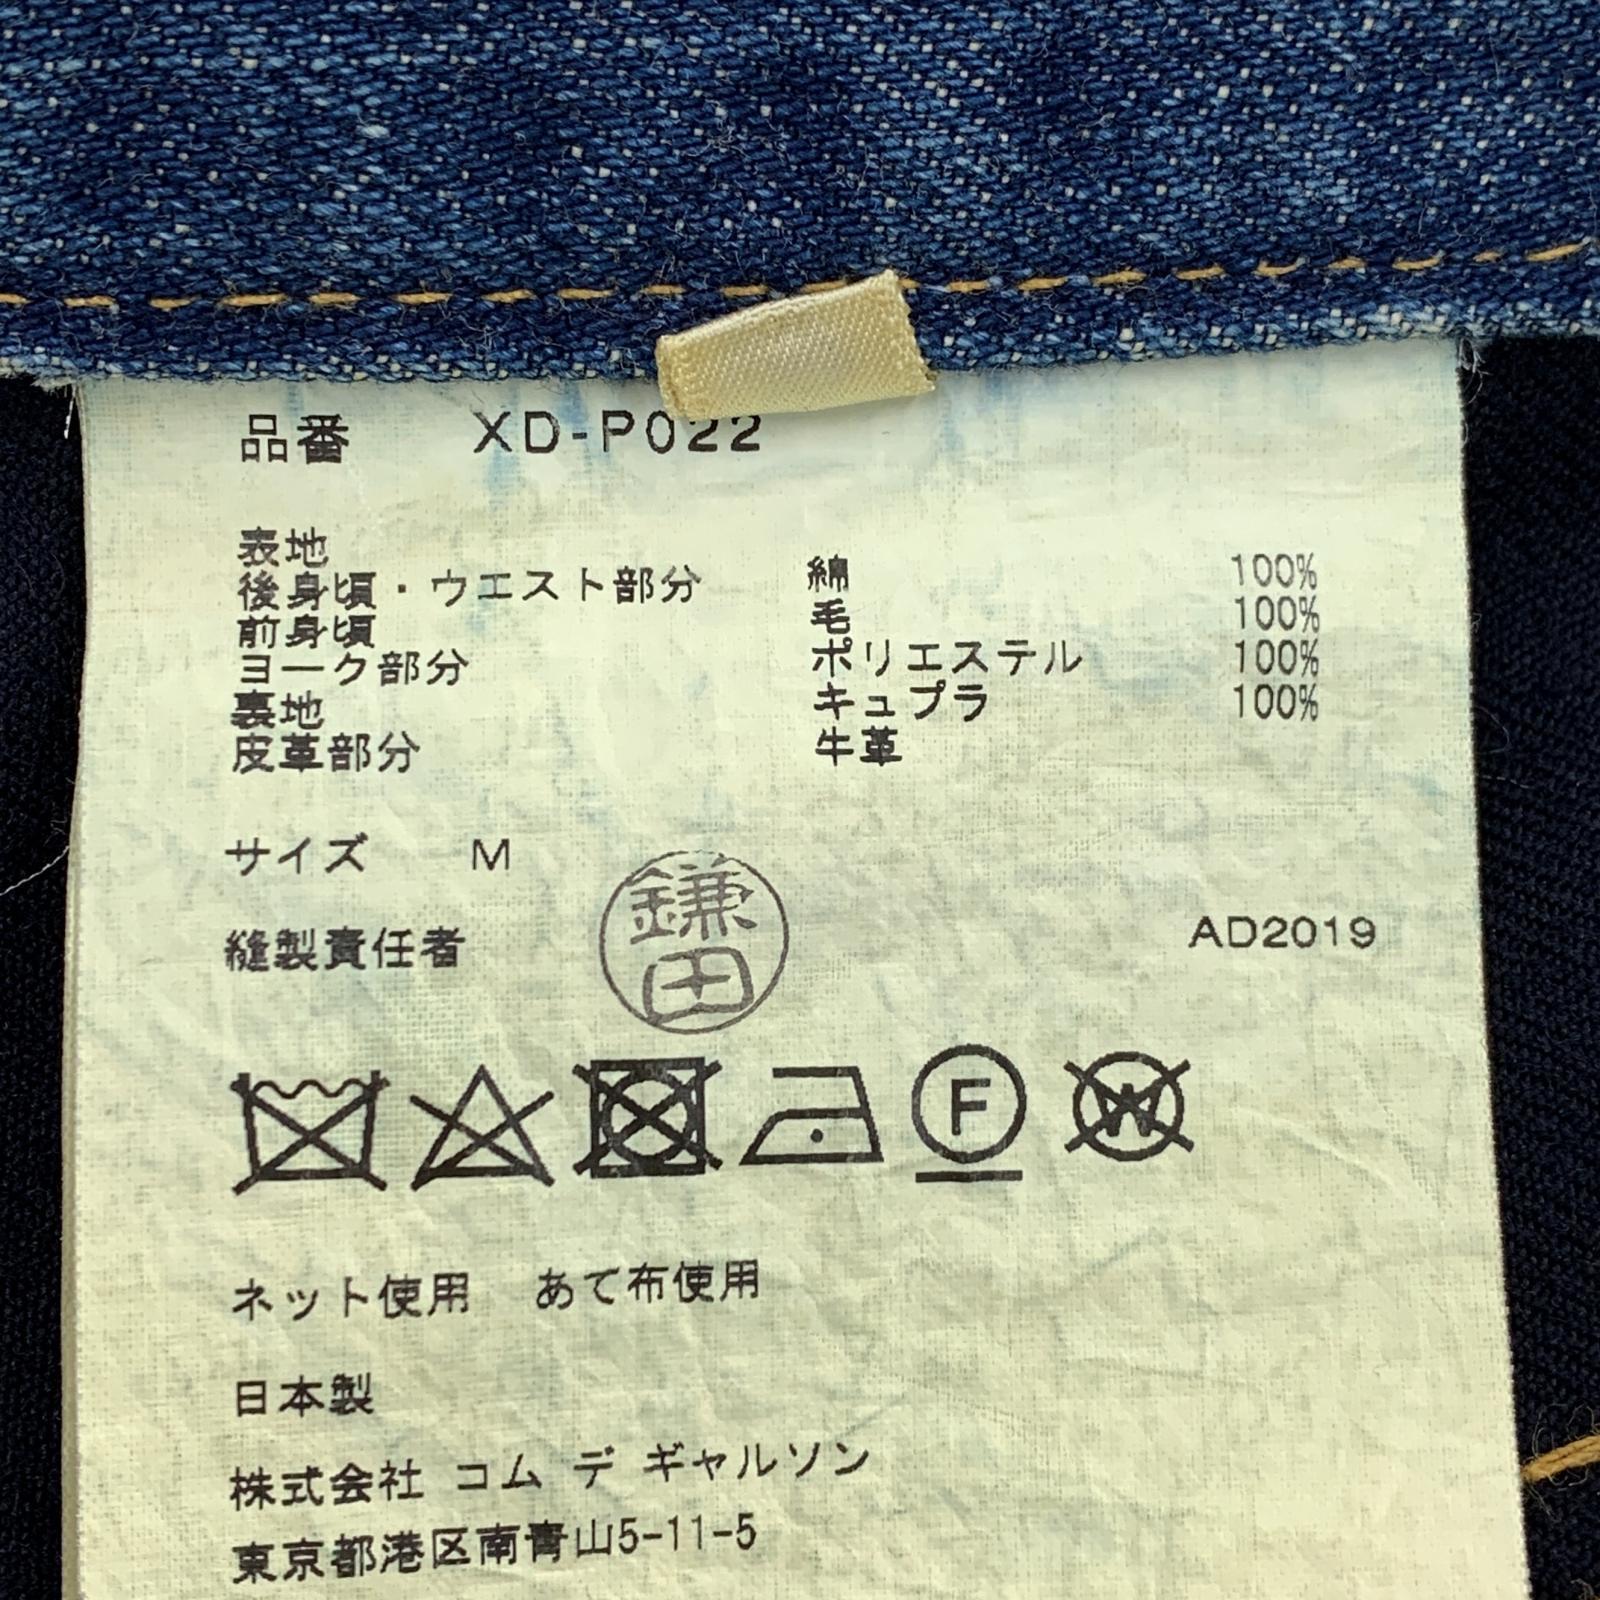 品番 XD-P022
表地
後身頃・ウエスト部分 綿 100%
前身頃 毛 100%
ヨーク部分 ポリエステル 100%
裏地 キュプラ 100%
皮革部分 牛革
サイズ M
縫製責任者 鎌田 AD2019
F W
ネット使用 あて布使用
日本製
株式会社 コム デ ギャルソン
東京都港区南青山5-11-5